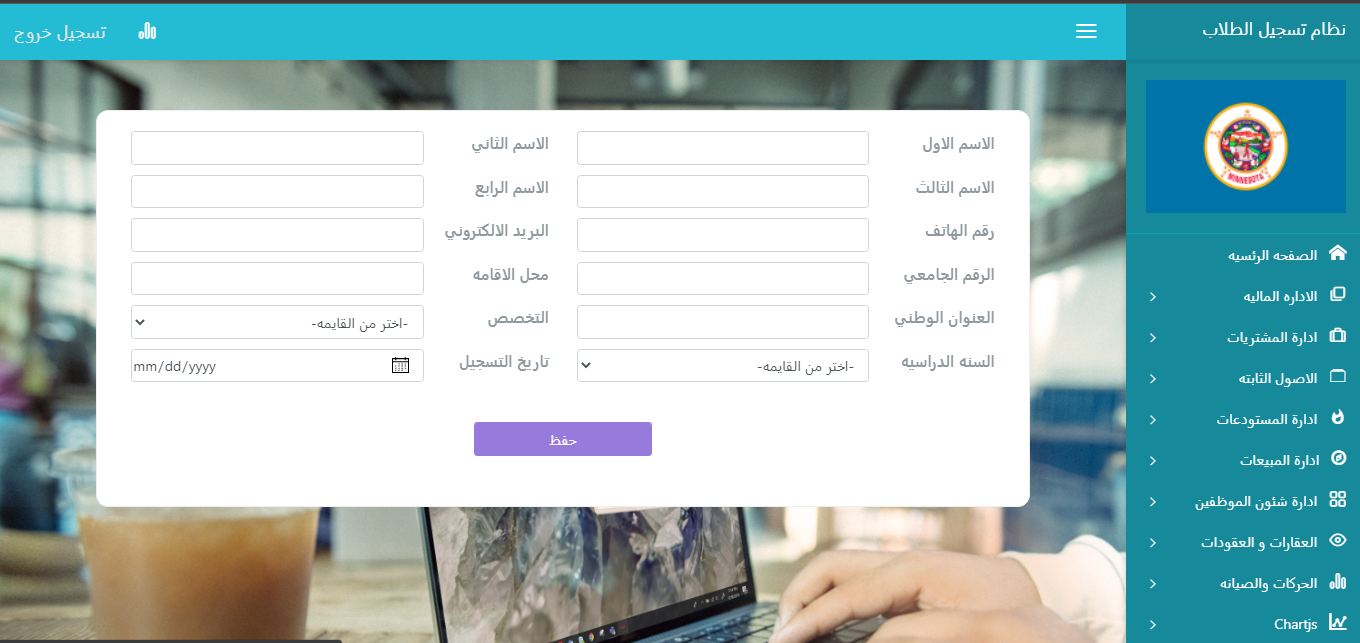 نظام تسجيل الطلاب
تسجيل خروج
MINNESOTA
الصفحه الرئسيه
الاداره الماليه
ادارة المشتريات
الاصول الثابته
ادارة المستودعات
ادارة المبيعات
ادارة شئون الموظفين
العقارات و العقودات
الحركات والصيانه
Chartjs
الاسم الاول
الاسم الثاني
الاسم الثالث
الاسم الرابع
رقم الهاتف
البريد الالكتروني
الرقم الجامعي
محل الاقامه
العنوان الوطني
التخصص
-اختر من القايمه-
السنه الدراسيه
-اختر من القايمه-
تاريخ التسجيل
mm/dd/yyyy
حفظ